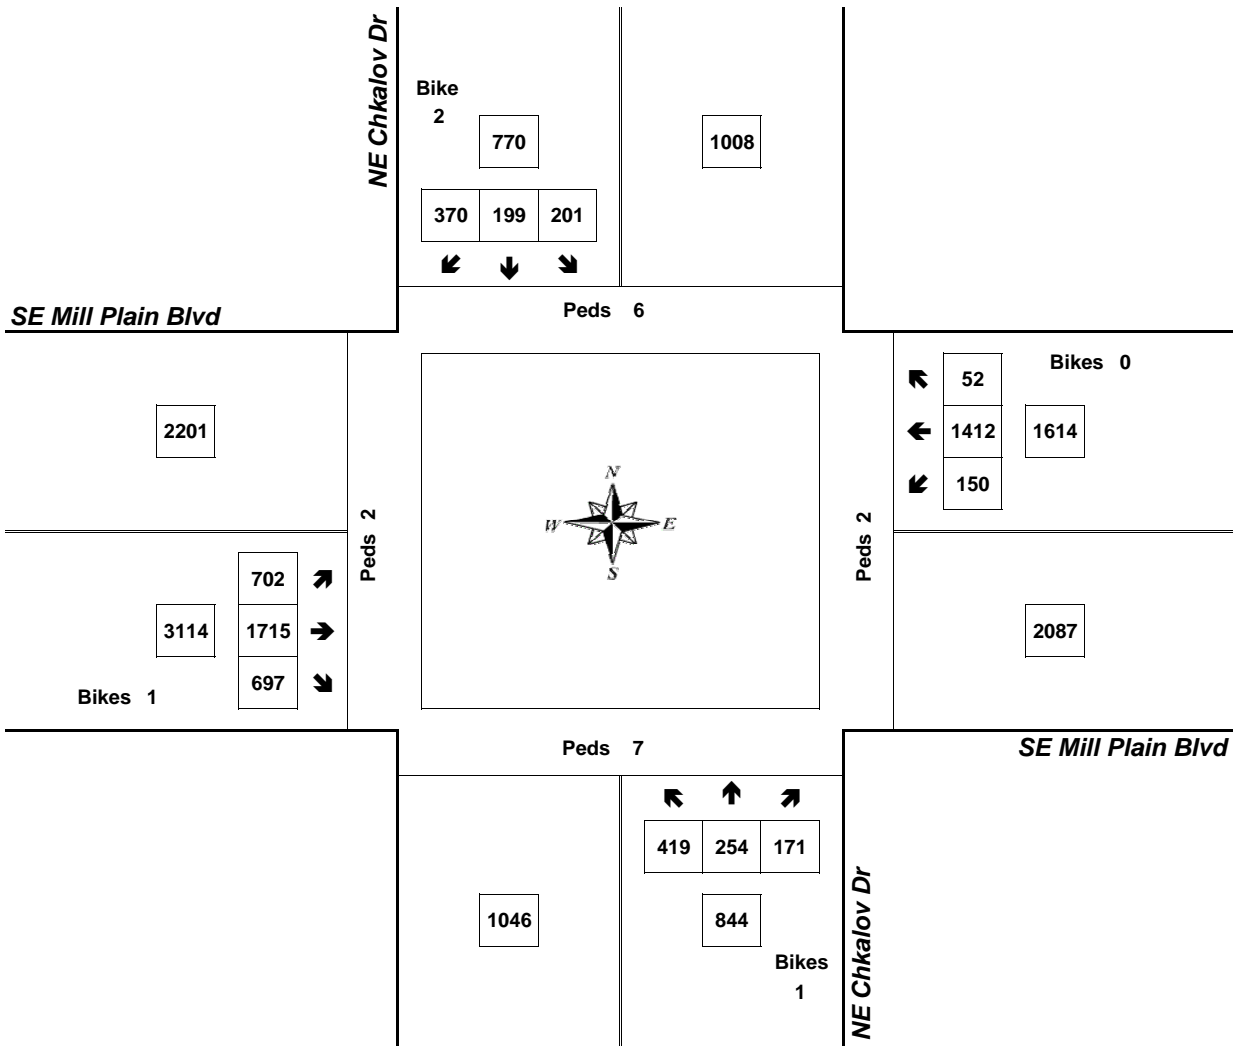 NE Chkalov Dr
Bike
2
770
1008
370 199 201
SE Mill Plain Blvd
Peds 6
Bikes 0
52
2201
1412 1614
150
N
W E
S
Peds 2
Peds 2
702
3114 1715
2087
697
Bikes 1
Peds 7
SE Mill Plain Blvd
419 254 171
1046
844
Bikes
1
NE Chkalov Dr